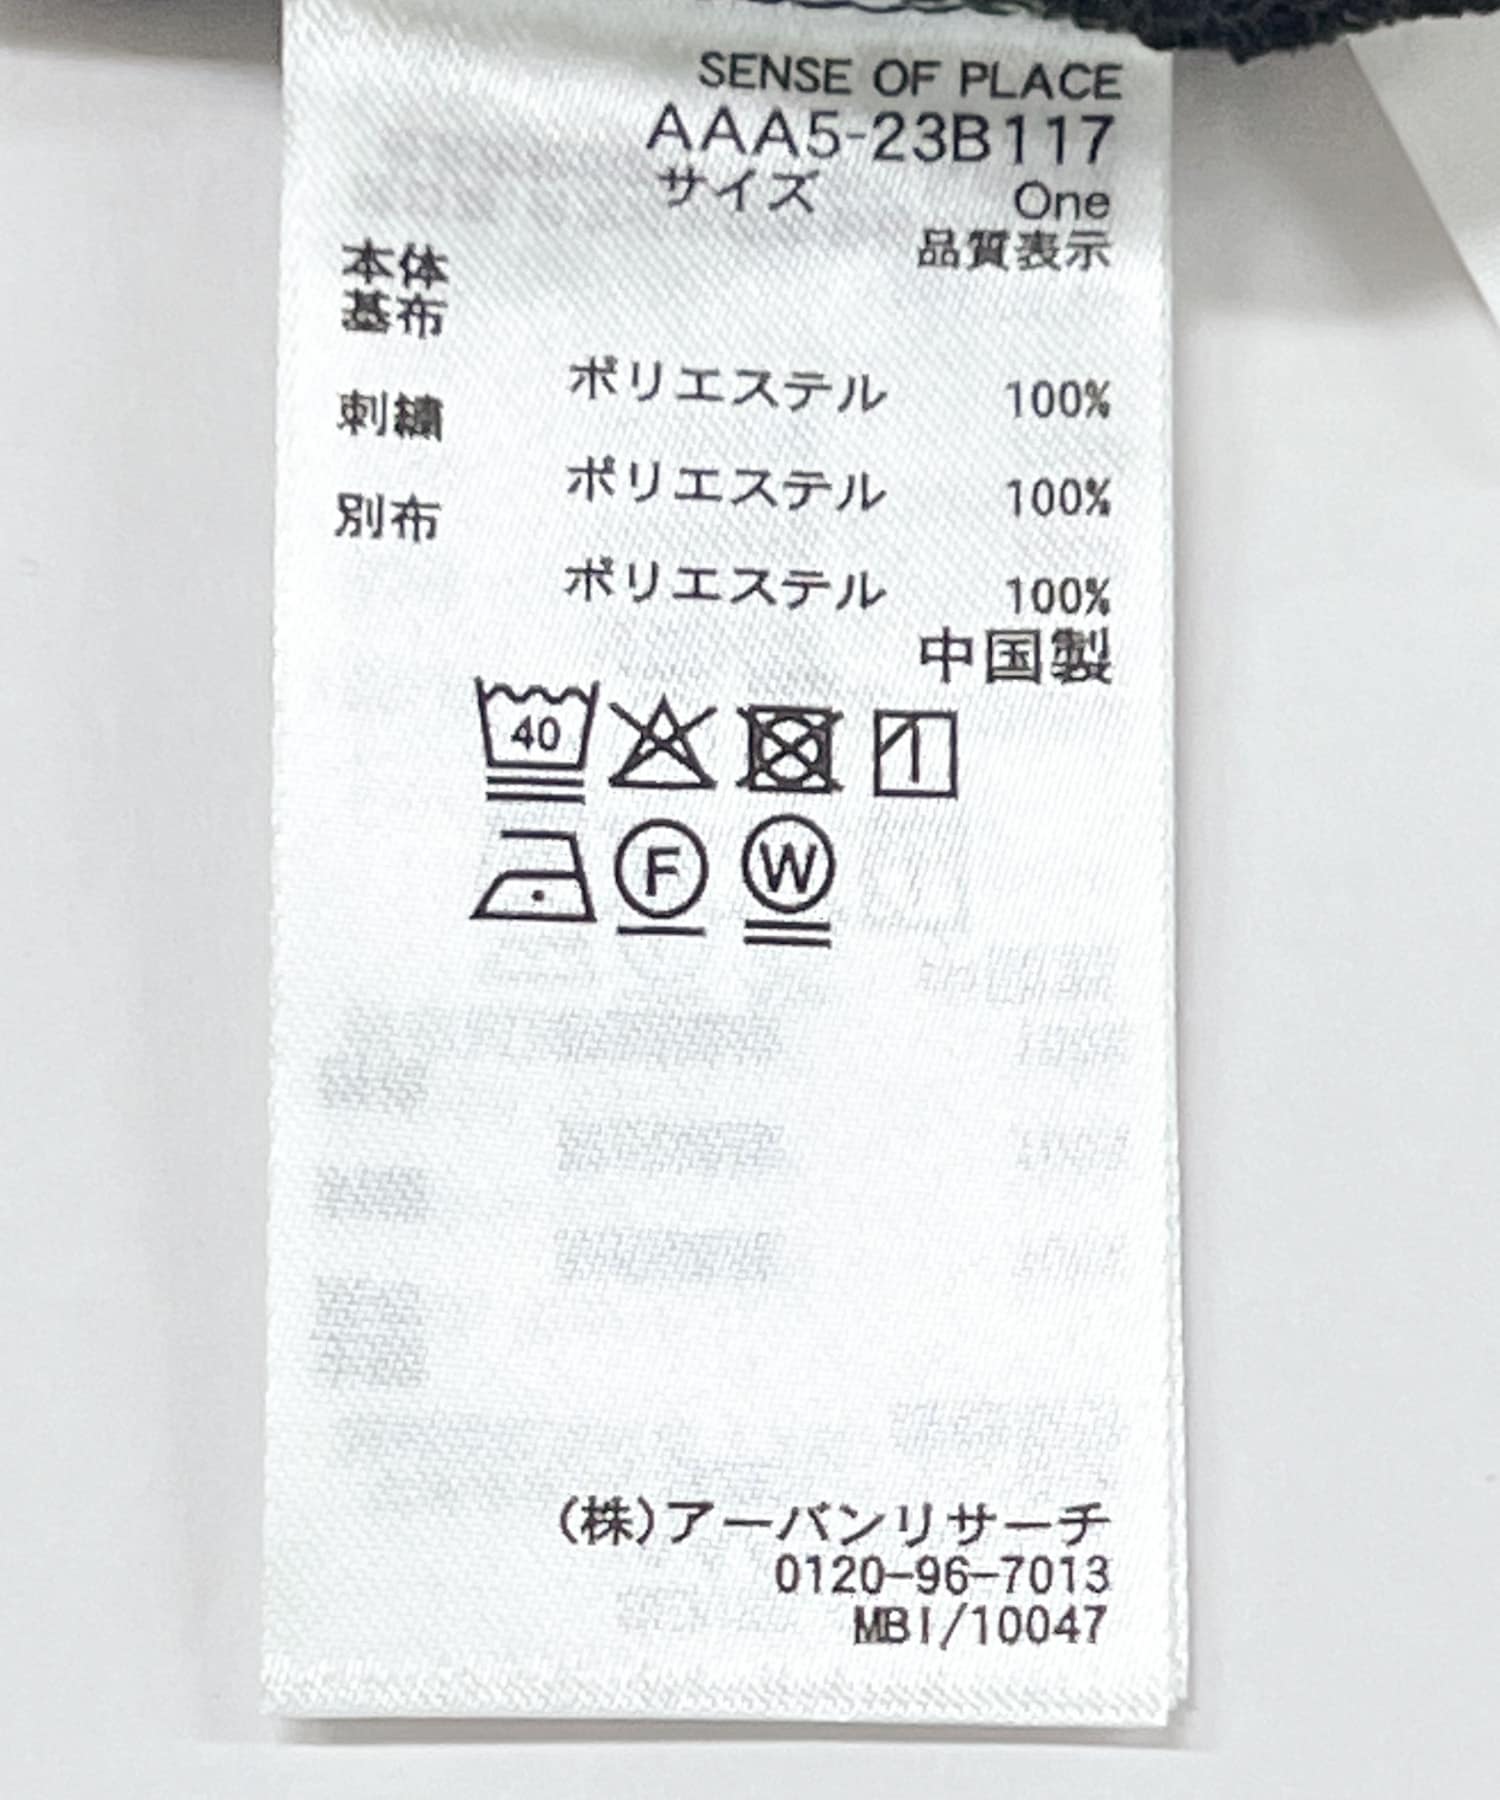 SENSE OF PLACE
AAA5-23B117
サイズ One
品質表示
本体
基布
ポリエステル 100%
刺繍
ポリエステル 100%
別布
ポリエステル 100%
中国製
40
F W
(株)アーバンリサーチ
0120-96-7013
MBI/10047